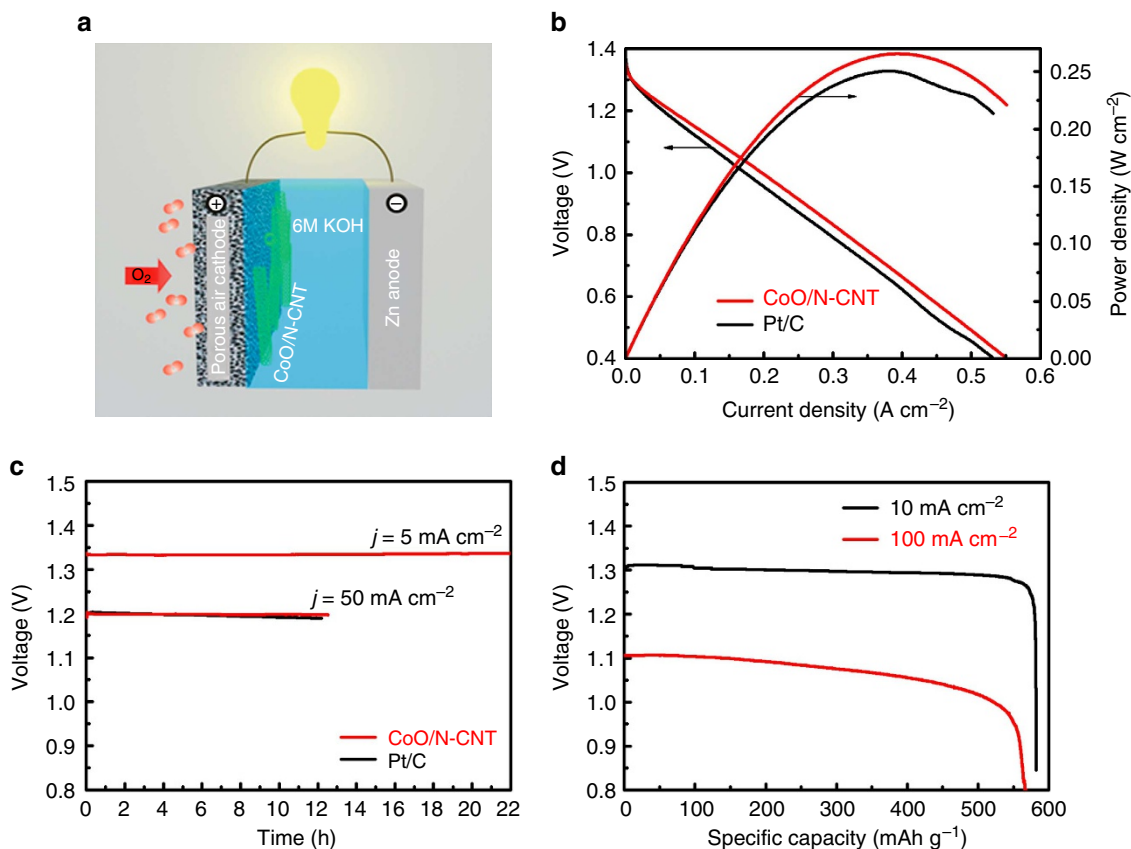 a
O₂
+
Porous air cathode
CoO/N-CNT
6M KOH
−
Zn anode
b
1.4
1.2
1.0
0.8
0.6
0.4
Voltage (V)
0.25
0.20
0.15
0.10
0.05
0.00
Power density (W cm⁻²)
CoO/N-CNT
Pt/C
0.0 0.1 0.2 0.3 0.4 0.5 0.6
Current density (A cm⁻²)
c
1.5
1.4
1.3
1.2
1.1
1.0
0.9
0.8
Voltage (V)
j = 5 mA cm⁻²
j = 50 mA cm⁻²
CoO/N-CNT
Pt/C
0 2 4 6 8 10 12 14 16 18 20 22
Time (h)
d
1.5
1.4
1.3
1.2
1.1
1.0
0.9
0.8
Voltage (V)
10 mA cm⁻²
100 mA cm⁻²
0 100 200 300 400 500 600
Specific capacity (mAh g⁻¹)